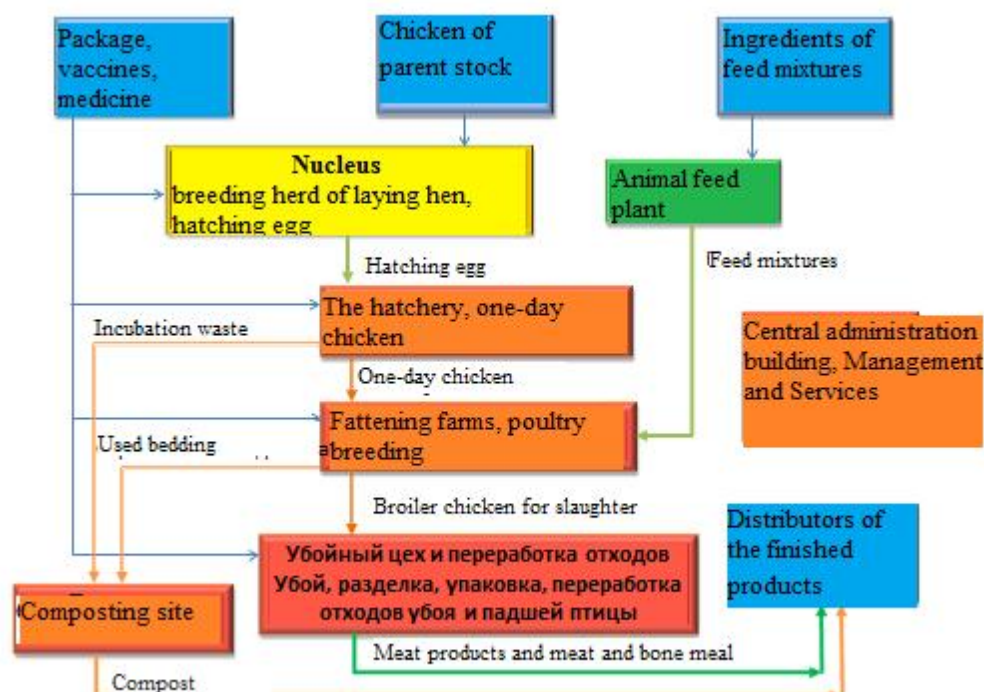 Package,
vaccines,
medicine
Chicken of
parent stock
Ingredients of
feed mixtures
Nucleus
breeding herd of laying hen,
hatching egg
Animal feed
plant
Hatching egg
Feed mixtures
The hatchery, one-day
chicken
Incubation waste
Central administration
building, Management
and Services
One-day chicken
Fattening farms, poultry
breeding
Used bedding
Broiler chicken for slaughter
Distributors of
the finished
products
Убойный цех и переработка отходов
Убой, разделка, упаковка, переработка
отходов убоя и падшей птицы
Composting site
Meat products and meat and bone meal
Compost